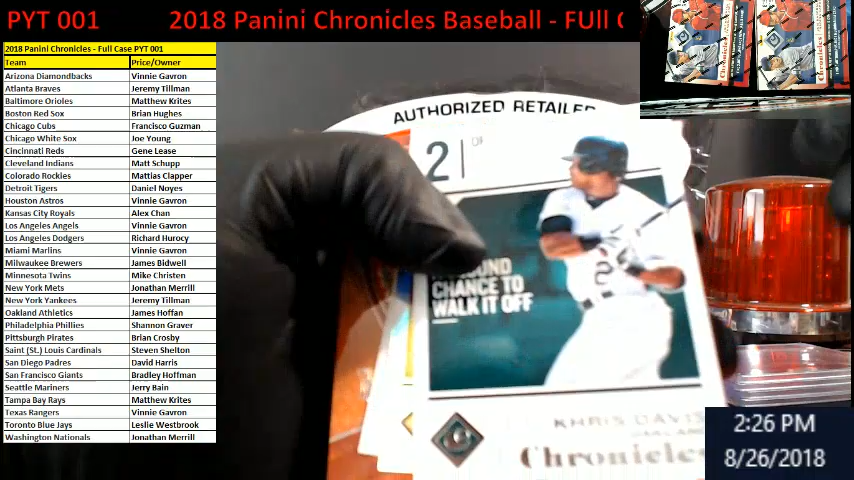 PYT 001
2018 Panini Chronicles Baseball - FUll
2018 Panini Chronicles - Full Case PYT 001
Team Price/Owner
Arizona Diamondbacks Vinnie Gavron
Atlanta Braves Jeremy Tillman
Baltimore Orioles Matthew Krites
Boston Red Sox Brian Hughes
Chicago Cubs Francisco Guzman
Chicago White Sox Joe Young
Cincinnati Reds Gene Lease
Cleveland Indians Matt Schupp
Colorado Rockies Mattias Clapper
Detroit Tigers Daniel Noyes
Houston Astros Vinnie Gavron
Kansas City Royals Alex Chan
Los Angeles Angels Vinnie Gavron
Los Angeles Dodgers Richard Hurocy
Miami Marlins Vinnie Gavron
Milwaukee Brewers James Bidwell
Minnesota Twins Mike Christen
New York Mets Jonathan Merrill
New York Yankees Jeremy Tillman
Oakland Athletics James Hoffan
Philadelphia Phillies Shannon Graver
Pittsburgh Pirates Brian Crosby
Saint (St.) Louis Cardinals Steven Shelton
San Diego Padres David Harris
San Francisco Giants Bradley Hoffman
Seattle Mariners Jerry Bain
Tampa Bay Rays Matthew Krites
Texas Rangers Vinnie Gavron
Toronto Blue Jays Leslie Westbrook
Washington Nationals Jonathan Merrill
AUTHORIZED RETAILER
2 OF
CHANCE TO
WALK IT OFF
2
KHRIS DAVIS
Chronicles
Chronicles
Chronicles
2:26 PM
8/26/2018